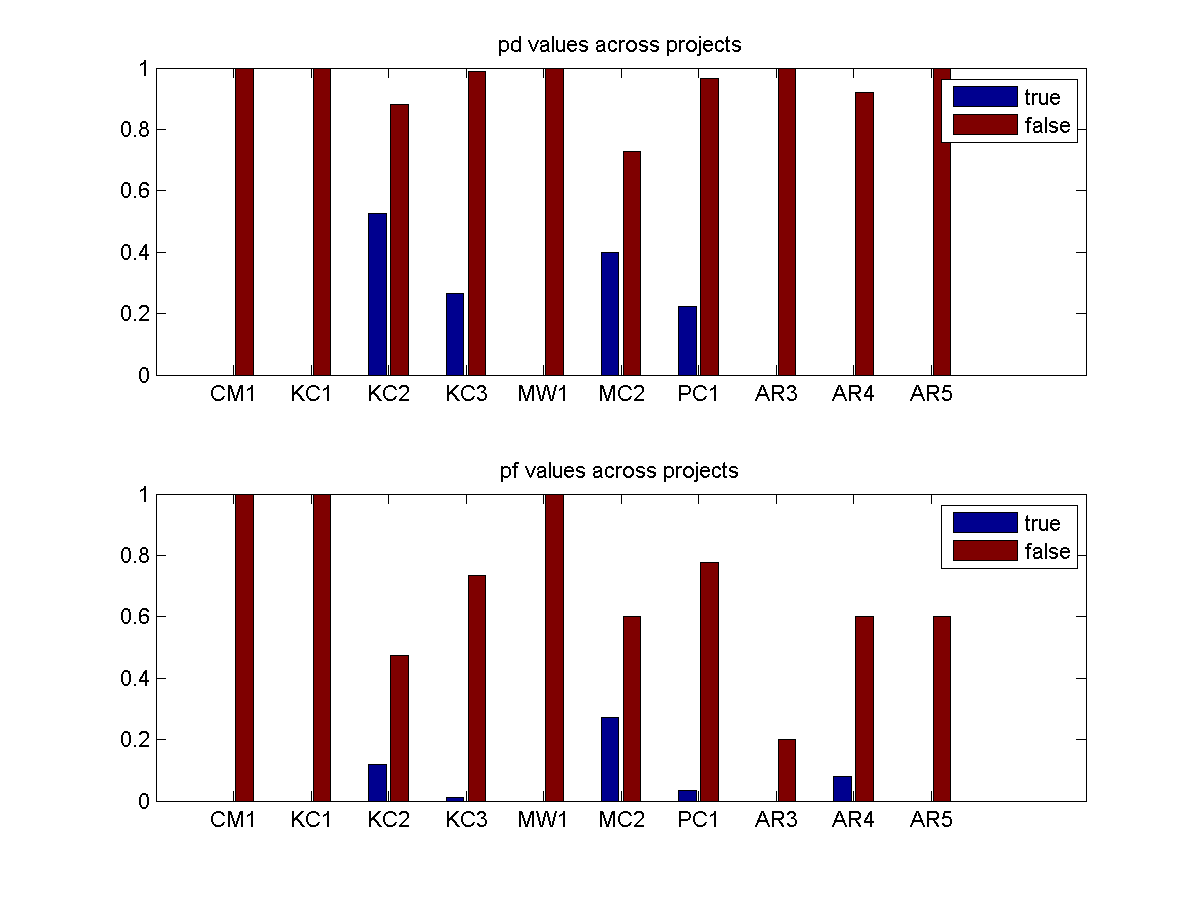 pd values across projects
1
0.8
0.6
0.4
0.2
0
true
false
CM1 KC1 KC2 KC3 MW1 MC2 PC1 AR3 AR4 AR5
pf values across projects
1
0.8
0.6
0.4
0.2
0
true
false
CM1 KC1 KC2 KC3 MW1 MC2 PC1 AR3 AR4 AR5